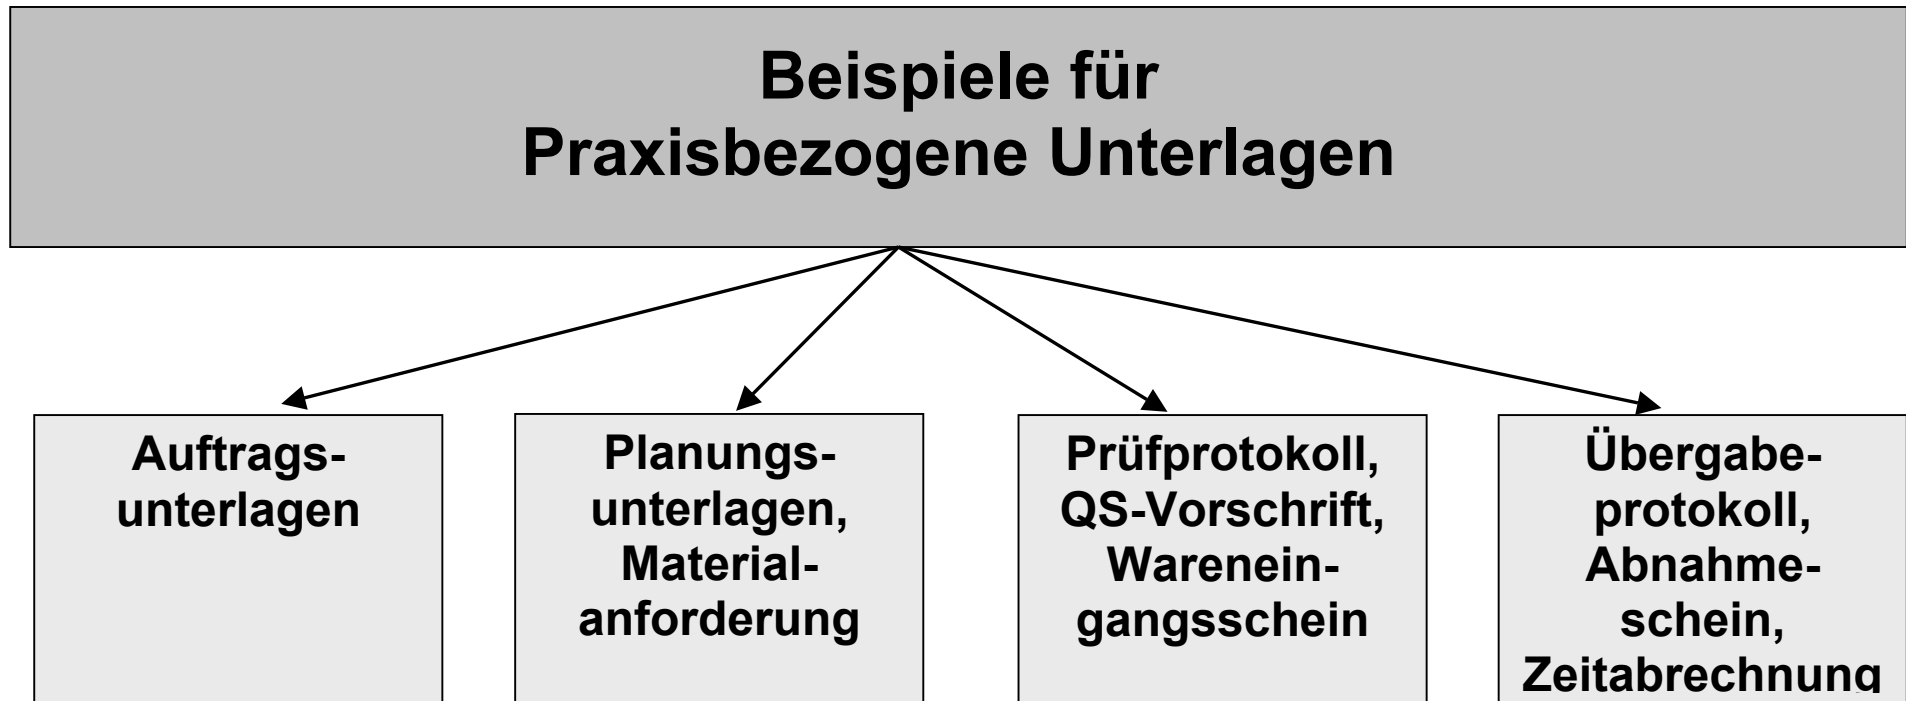 Beispiele für
Praxisbezogene Unterlagen
Auftrags-
unterlagen
Planungs-
unterlagen,
Material-
anforderung
Prüfprotokoll,
QS-Vorschrift,
Warenein-
gangsschein
Übergabe-
protokoll,
Abnahme-
schein,
Zeitabrechnung